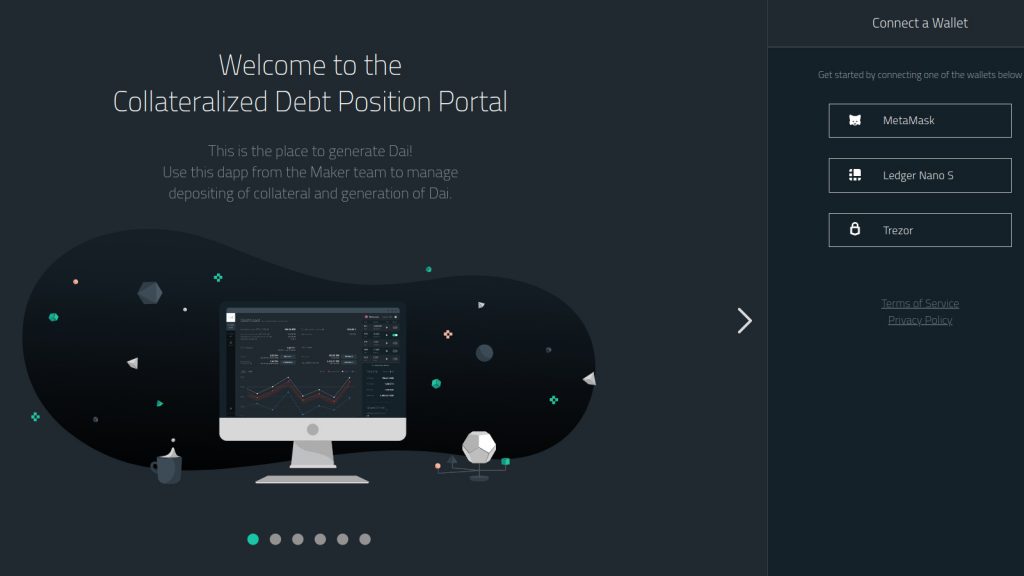 Welcome to the
Collateralized Debt Position Portal
This is the place to generate Dai!
Use this dapp from the Maker team to manage
depositing of collateral and generation of Dai.
Connect a Wallet
Get started by connecting one of the wallets below
MetaMask
Ledger Nano S
Trezor
Terms of Service
Privacy Policy